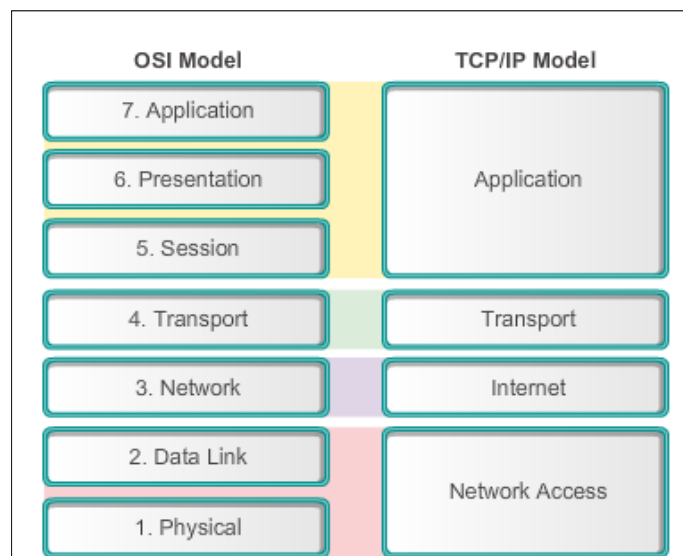 OSI Model
TCP/IP Model
7. Application
6. Presentation
5. Session
Application
4. Transport
Transport
3. Network
Internet
2. Data Link
1. Physical
Network Access